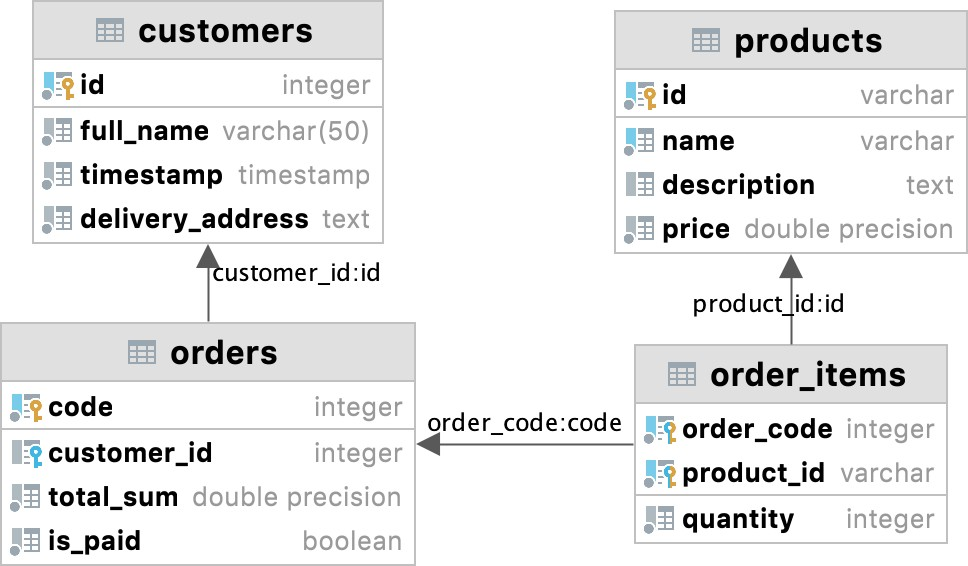 customers
id integer
full_name varchar(50)
timestamp timestamp
delivery_address text
products
id varchar
name varchar
description text
price double precision
customer_id:id
product_id:id
orders
code integer
customer_id integer
total_sum double precision
is_paid boolean
order_code:code
order_items
order_code integer
product_id varchar
quantity integer